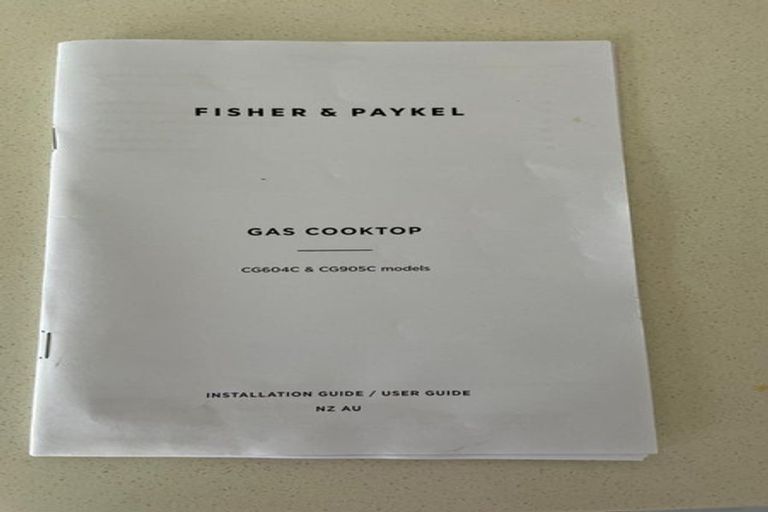 FISHER & PAYKEL
GAS COOKTOP
CG604C & CG905C models
INSTALLATION GUIDE / USER GUIDE
NZ AU